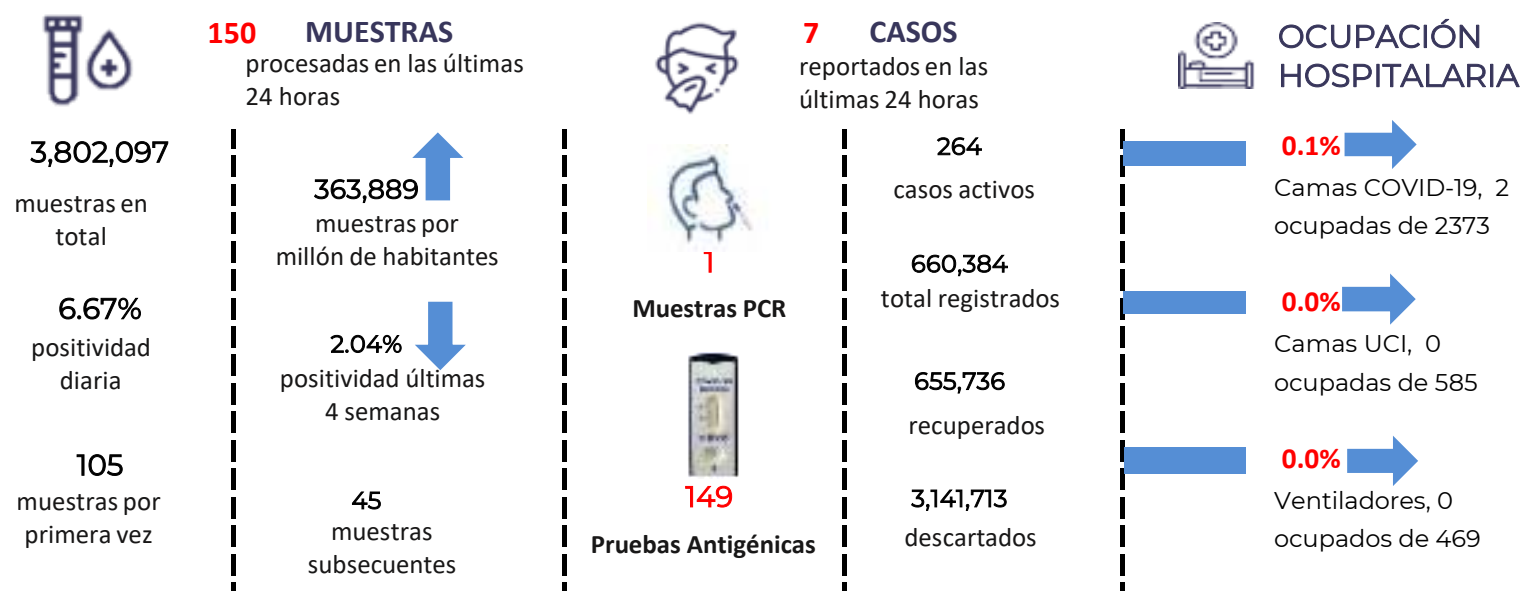 150 MUESTRAS
procesadas en las últimas
24 horas
7 CASOS
reportados en las
últimas 24 horas
OCUPACIÓN
HOSPITALARIA
3,802,097
muestras en
total
6.67%
positividad
diaria
105
muestras por
primera vez
363,889
muestras por
millón de habitantes
2.04%
positividad últimas
4 semanas
45
muestras
subsecuentes
1
Muestras PCR
149
Pruebas Antigénicas
264
casos activos
660,384
total registrados
655,736
recuperados
3,141,713
descartados
0.1%
Camas COVID-19, 2
ocupadas de 2373
0.0%
Camas UCI, 0
ocupadas de 585
0.0%
Ventiladores, 0
ocupados de 469